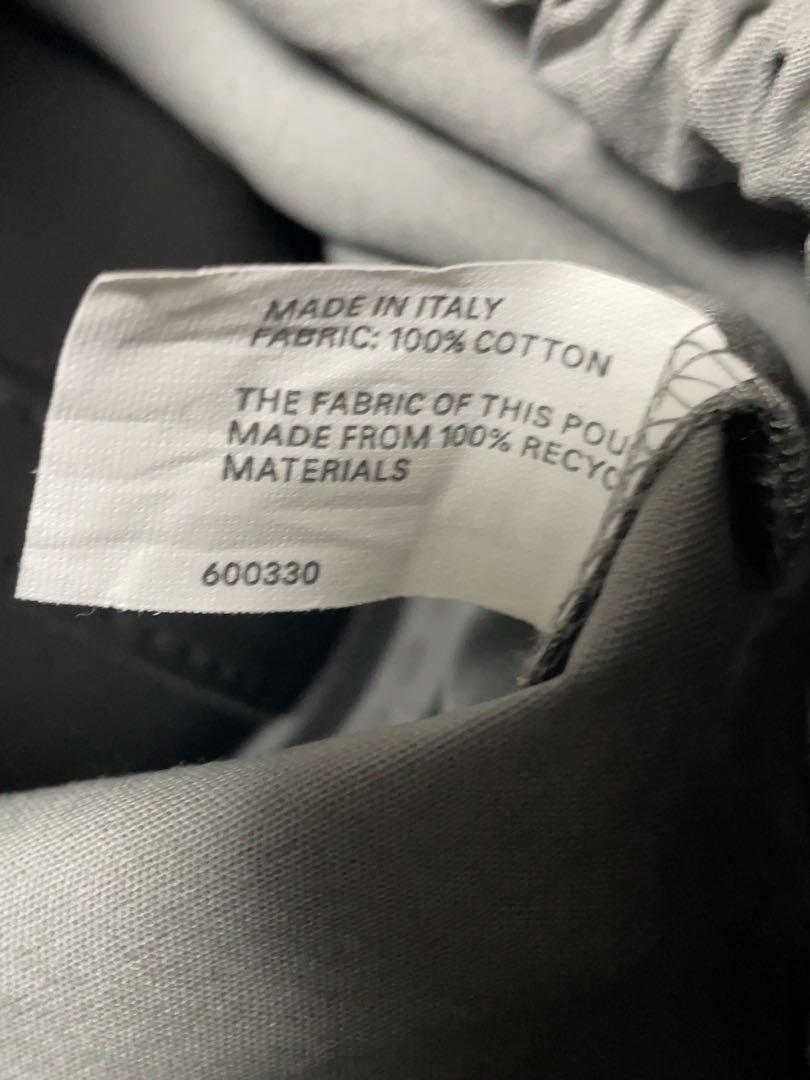 MADE IN ITALY
FABRIC: 100% COTTON
THE FABRIC OF THIS POU
MADE FROM 100% RECYC
MATERIALS
600330